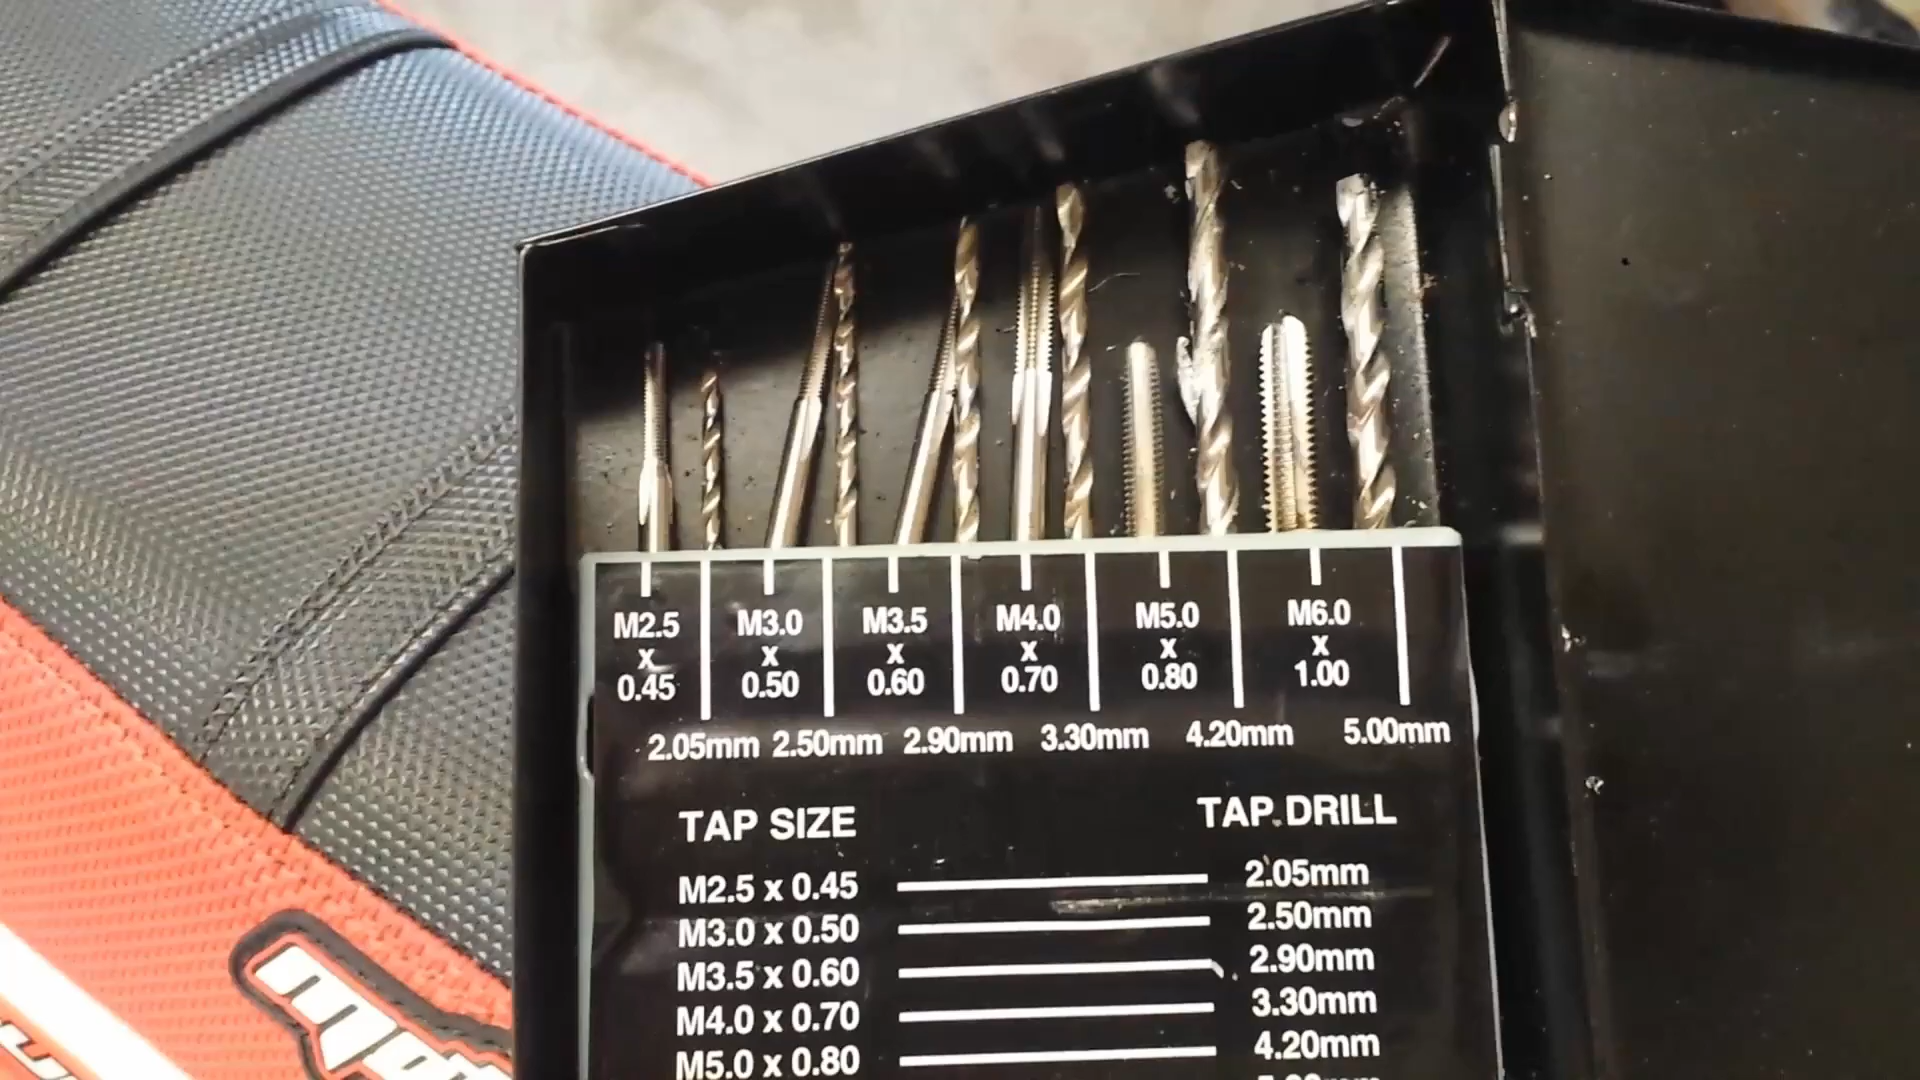 M2.5 M3.0 M3.5 M4.0 M5.0 M6.0
x x x x x x
0.45 0.50 0.60 0.70 0.80 1.00
2.05mm 2.50mm 2.90mm 3.30mm 4.20mm 5.00mm
TAP SIZE TAP DRILL
M2.5 x 0.45 2.05mm
M3.0 x 0.50 2.50mm
M3.5 x 0.60 2.90mm
M4.0 x 0.70 3.30mm
M5.0 x 0.80 4.20mm